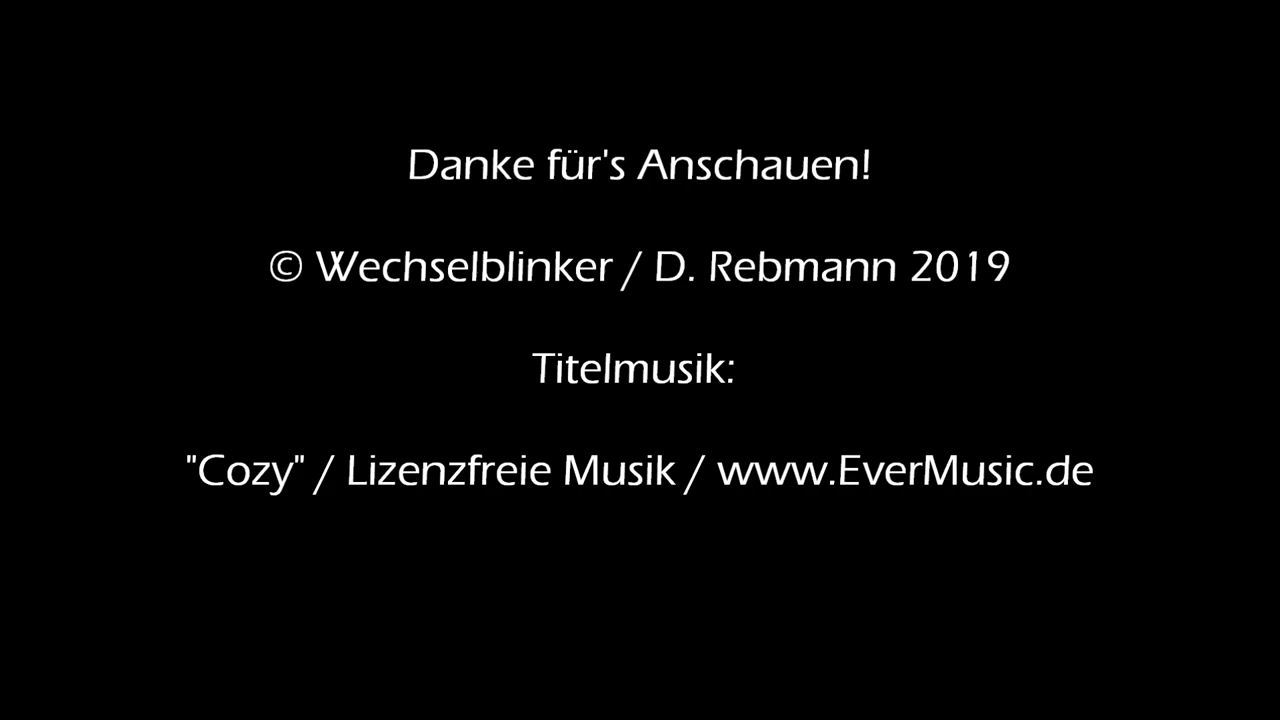 Danke für's Anschauen!
© Wechselblinker / D. Rebmann 2019
Titelmusik:
"Cozy" / Lizenzfreie Musik / www.EverMusic.de